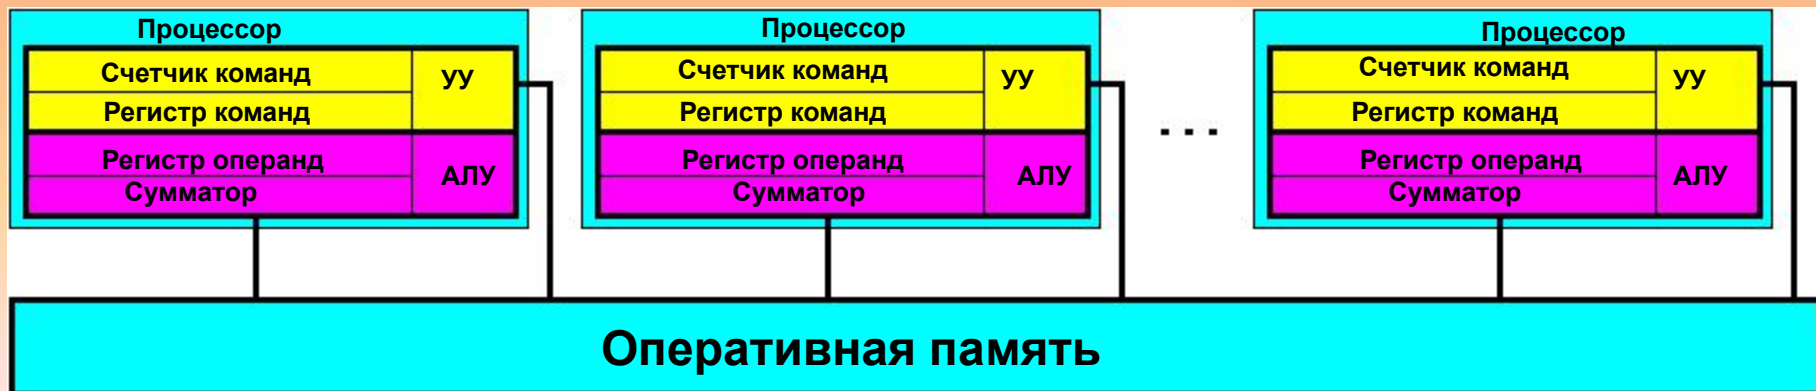 Процессор
Счетчик команд
УУ
Регистр команд
Регистр операнд
АЛУ
Сумматор
Процессор
Счетчик команд
УУ
Регистр команд
Регистр операнд
АЛУ
Сумматор
. . .
Процессор
Счетчик команд
УУ
Регистр команд
Регистр операнд
АЛУ
Сумматор
Оперативная память